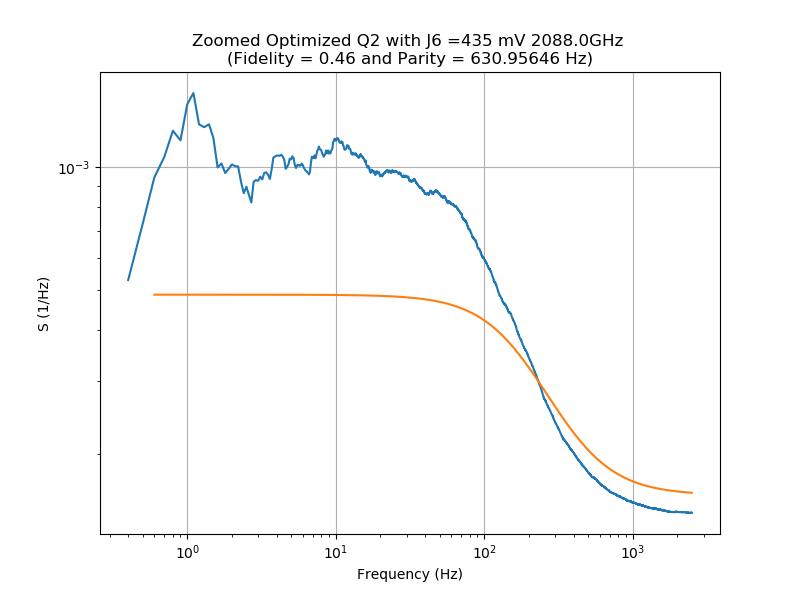 Zoomed Optimized Q2 with J6 =435 mV 2088.0GHz
(Fidelity = 0.46 and Parity = 630.95646 Hz)
S (1/Hz)
10⁻³
10⁰ 10¹ 10² 10³
Frequency (Hz)